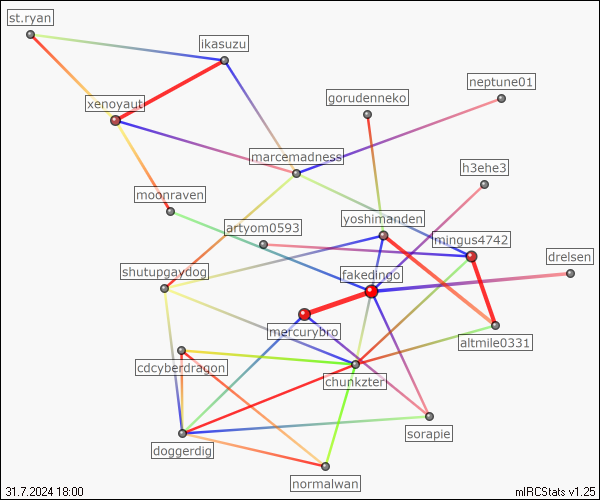 st.ryan
ikasuzu
neptune01
xenoyaut
gorudenneko
marcemadness
h3ehe3
moonraven
yoshimanden
artyom0593
mingus4742
drelsen
shutupgaydog
fakedingo
mercurybro
altmile0331
cdcyberdragon
chunkzter
sorapie
doggerdig
normalwan
31.7.2024 18:00
mIRCStats v1.25